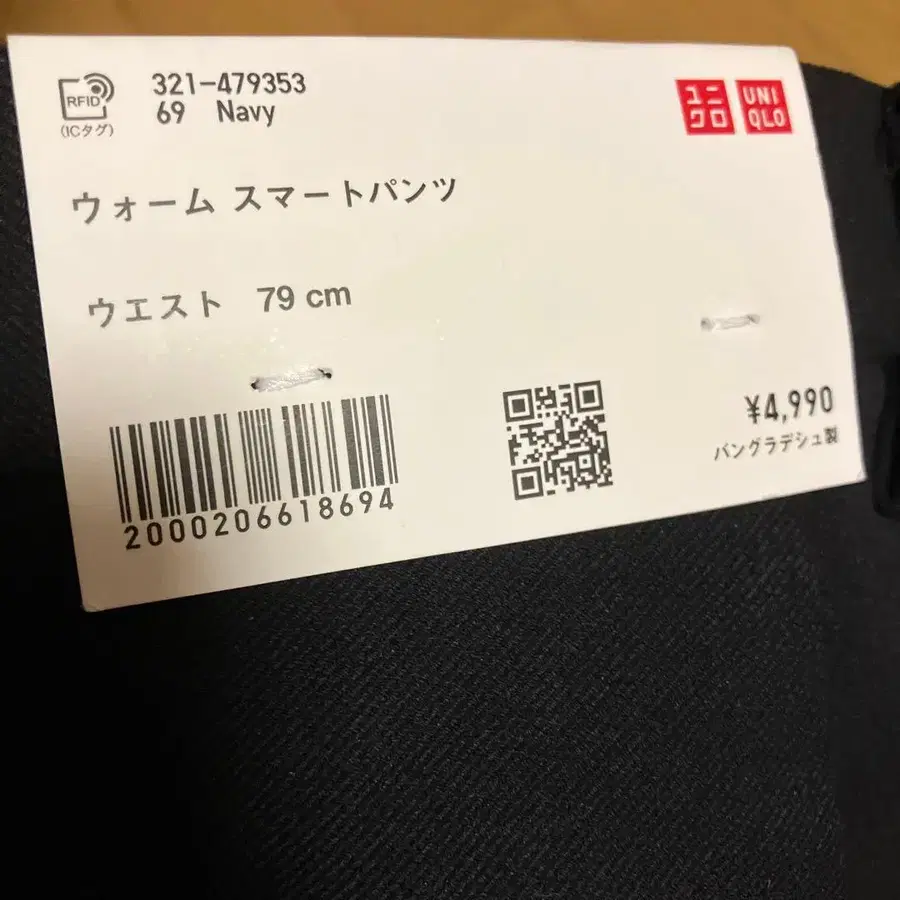 RFID
(ICタグ)
321-479353
69 Navy
ユニ
クロ
UNI
QLO
ウォーム スマートパンツ
ウエスト 79 cm
2000206618694
¥4,990
バングラデシュ製